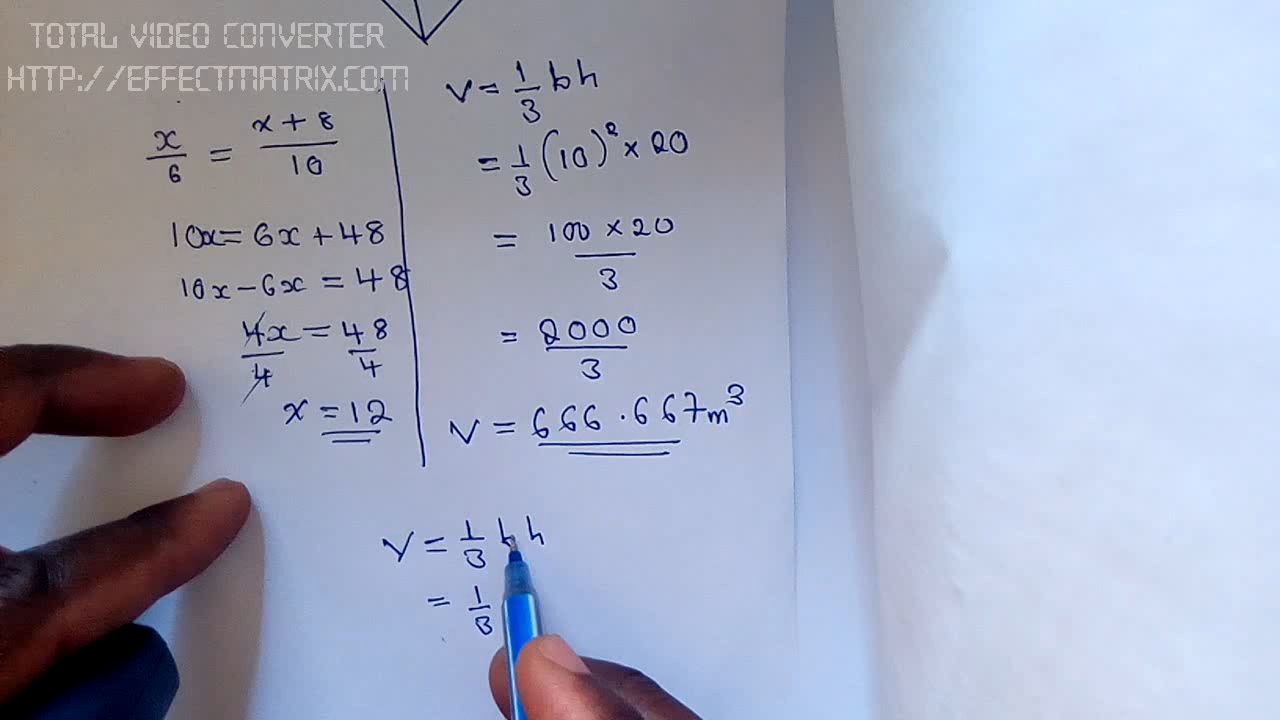 TOTAL VIDEO CONVERTER
HTTP://EFFECTMATRIX.COM
x/6 = (x + 8)/10
10x = 6x + 48
10x - 6x = 48
4x/4 = 48/4
x = 12
V = 1/3 bh
= 1/3 (10)² × 20
= (100 × 20)/3
= 2000/3
V = 666.667m³
V = 1/3 bh
= 1/3